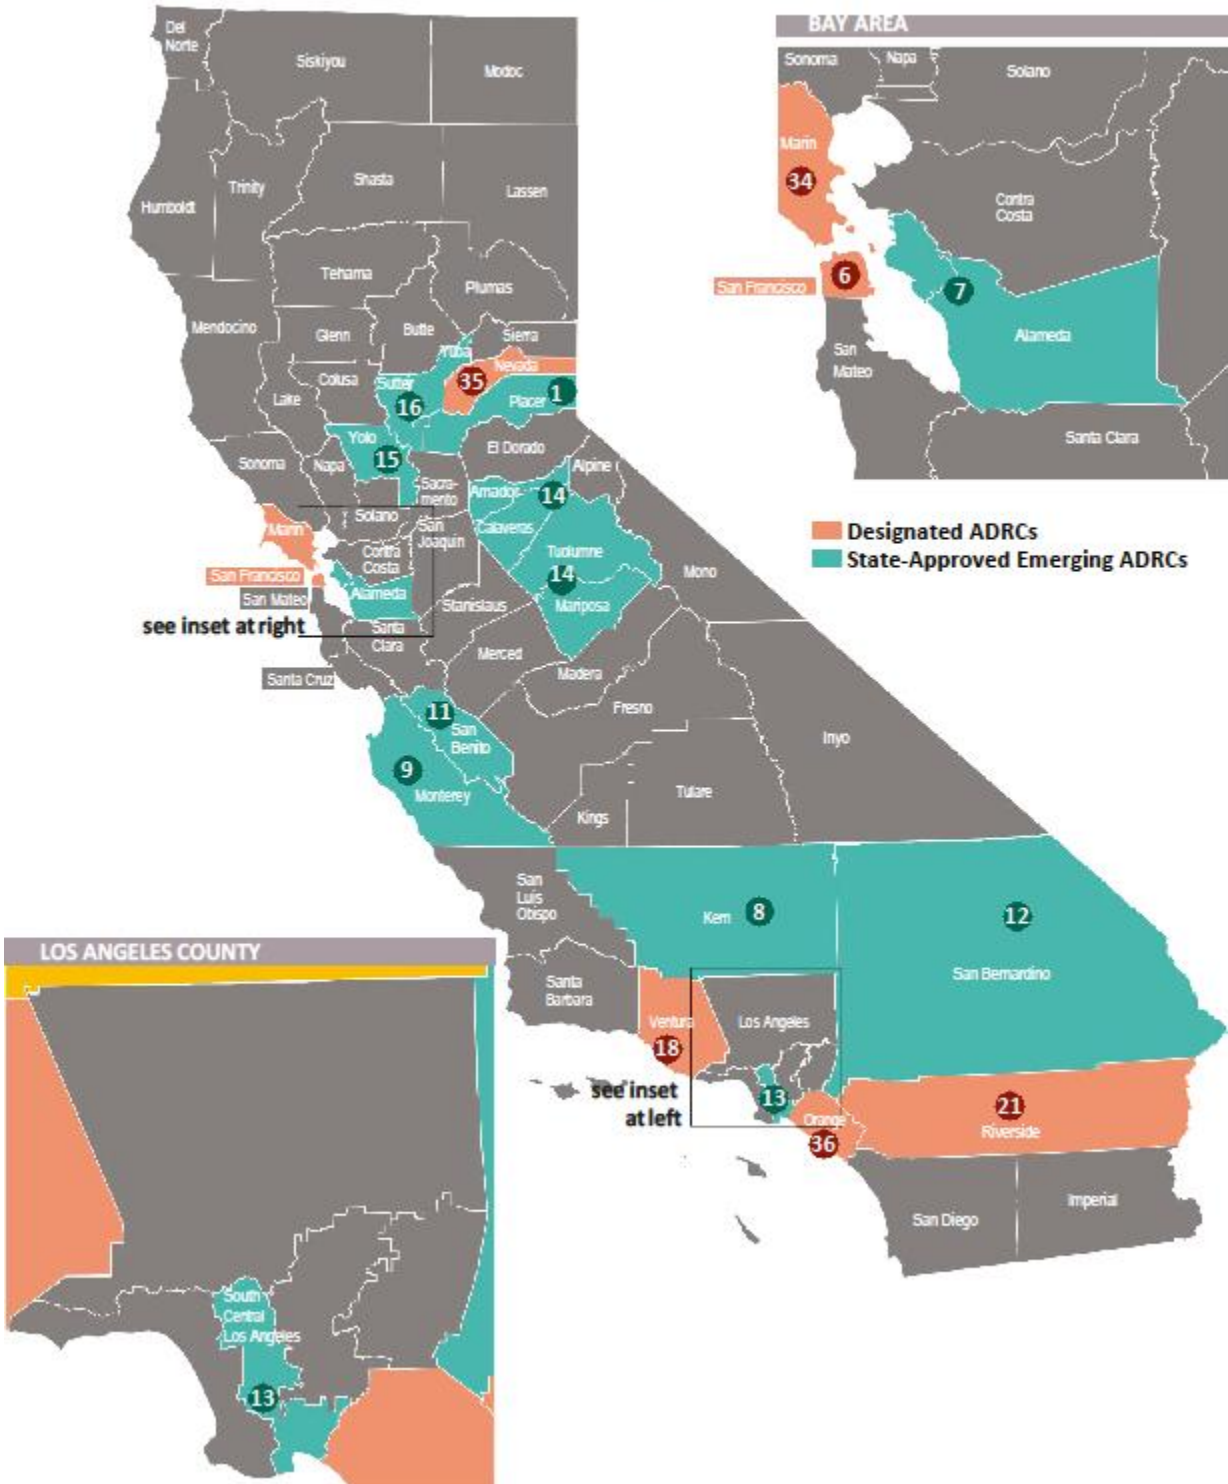 BAY AREA
Del
Norte
Siskiyou
Modoc
Sonoma
Napa
Solano
Marin
34
Contra
Costa
San Francisco
6
7
Alameda
San
Mateo
Santa Clara
Humboldt
Trinity
Shasta
Lassen
Tehama
Plumas
Mendocino
Glenn
Butte
Sierra
Yuba
Nevada
35
Colusa
Sutter
16
Placer
1
Lake
Yolo
15
El Dorado
Sonoma
Napa
Sacra-
mento
Amador
14
Alpine
Solano
San
Joaquin
Calaveras
Marin
Contra
Costa
Tuolumne
14
Mono
San Francisco
San Mateo
Alameda
Stanislaus
Mariposa
see inset at right
Santa
Clara
Merced
Madera
Santa Cruz
Fresno
11
San
Benito
Inyo
9
Monterey
Tulare
Kings
Designated ADRCs
State-Approved Emerging ADRCs
San
Luis
Obispo
Kern
8
12
San Bernardino
Santa
Barbara
Ventura
18
Los Angeles
see inset
at left
13
Orange
36
21
Riverside
San Diego
Imperial
LOS ANGELES COUNTY
South
Central
Los Angeles
13